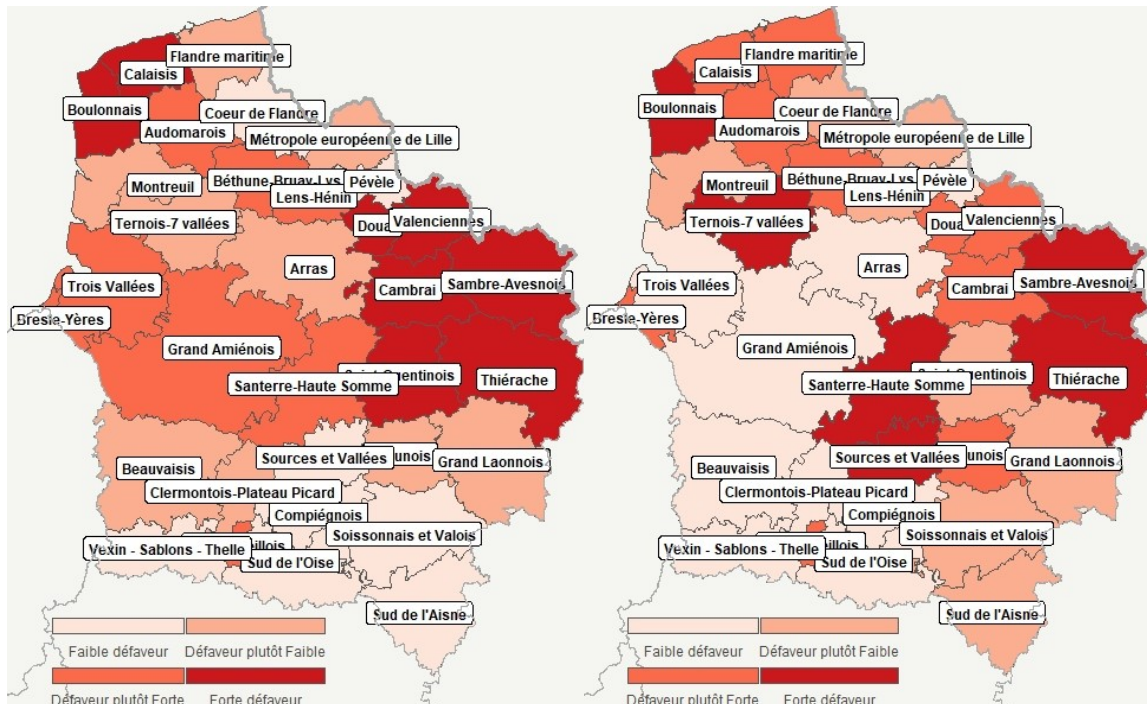 Flandre maritime
Calaisis
Boulonnais
Coeur de Flandre
Audomarois
Métropole européenne de Lille
Montreuil
Béthune-Bruay-Lys
Pévèle
Lens-Hénin
Ternois-7 vallées
Valenciennes
Arras
Trois Vallées
Cambrai
Sambre-Avesnois
Bresle-Yères
Grand Amiénois
Santerre-Haute Somme
Thiérache
Beauvaisis
Sources et Vallées
Grand Laonnois
Clermontois-Plateau Picard
Compiégnois
Soissonnais et Valois
Vexin - Sablons - Thelle
Sud de l'Oise
Sud de l'Aisne
Faible défaveur
Défaveur plutôt Faible
Défaveur plutôt Forte
Forte défaveur
Flandre maritime
Calaisis
Boulonnais
Coeur de Flandre
Audomarois
Métropole européenne de Lille
Montreuil
Béthune-Bruay-Lys
Pévèle
Lens-Hénin
Ternois-7 vallées
Valenciennes
Arras
Trois Vallées
Cambrai
Sambre-Avesnois
Bresle-Yères
Grand Amiénois
Santerre-Haute Somme
Thiérache
Beauvaisis
Sources et Vallées
Grand Laonnois
Clermontois-Plateau Picard
Compiégnois
Soissonnais et Valois
Vexin - Sablons - Thelle
Sud de l'Oise
Sud de l'Aisne
Faible défaveur
Défaveur plutôt Faible
Défaveur plutôt Forte
Forte défaveur